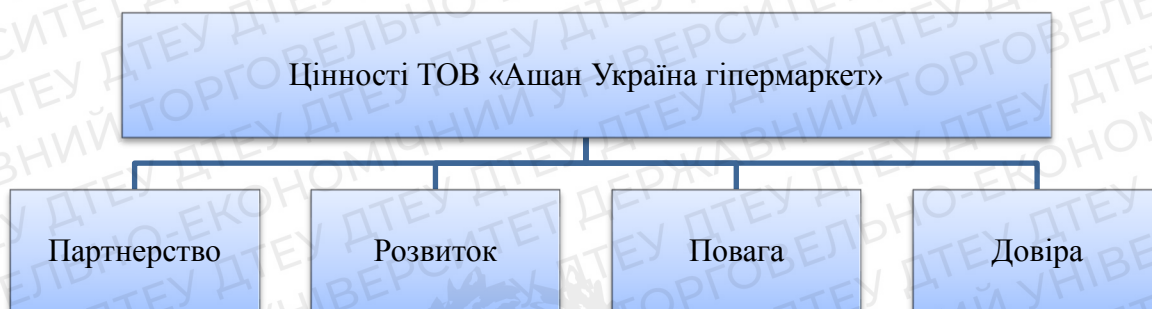 Цінності ТОВ «Ашан Україна гіпермаркет»
Партнерство
Розвиток
Повага
Довіра